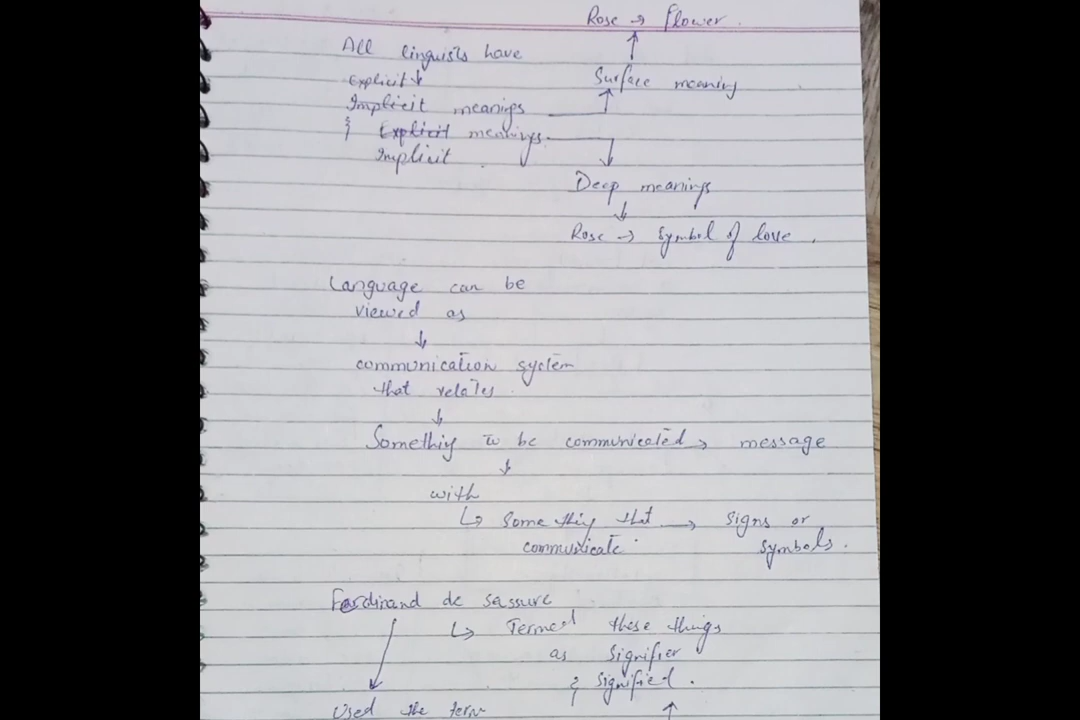 Rose → flower.
All linguists have
Explicit ↓
Implicit meanings → Surface meaning
& Explicit meanings.
Implicit
Deep meanings
↓
Rose → Symbol of love.
Language can be
viewed as
↓
communication system
that relates
↓
Something to be communicated → message
↓
with
↳ Something that → signs or
communicate. symbols.
Ferdinand de sassure
↳ Termed these things
as signifier
& signified.
Used the term